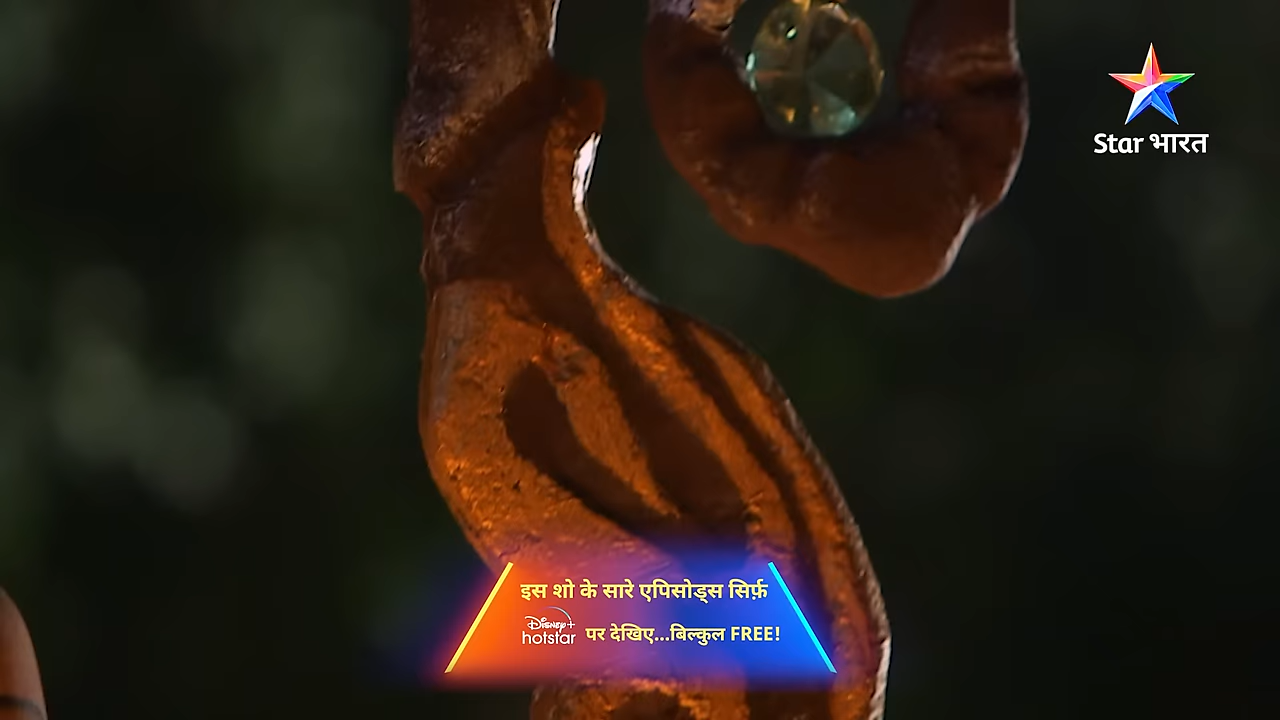 Star भारत
इस शो के सारे एपिसोड्स सिर्फ़
Disney+
hotstar पर देखिए...बिल्कुल FREE!